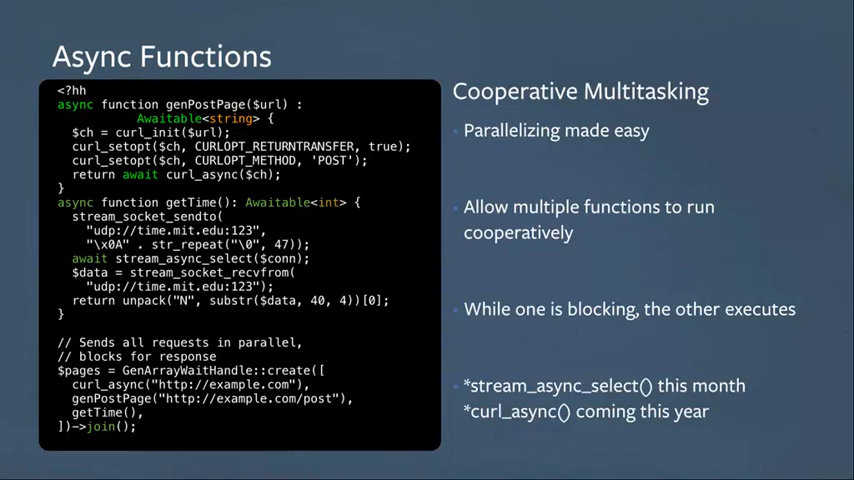 Async Functions
<?hh
async function genPostPage($url) :
Awaitable<string> {
$ch = curl_init($url);
curl_setopt($ch, CURLOPT_RETURNTRANSFER, true);
curl_setopt($ch, CURLOPT_METHOD, 'POST');
return await curl_async($ch);
}
async function getTime(): Awaitable<int> {
stream_socket_sendto(
"udp://time.mit.edu:123",
"\x0A" . str_repeat("\0", 47));
await stream_async_select($conn);
$data = stream_socket_recvfrom(
"udp://time.mit.edu:123");
return unpack("N", substr($data, 40, 4))[0];
}
// Sends all requests in parallel,
// blocks for response
$pages = GenArrayWaitHandle::create([
curl_async("http://example.com"),
genPostPage("http://example.com/post"),
getTime(),
])->join();
Cooperative Multitasking
• Parallelizing made easy
• Allow multiple functions to run
cooperatively
• While one is blocking, the other executes
• *stream_async_select() this month
*curl_async() coming this year